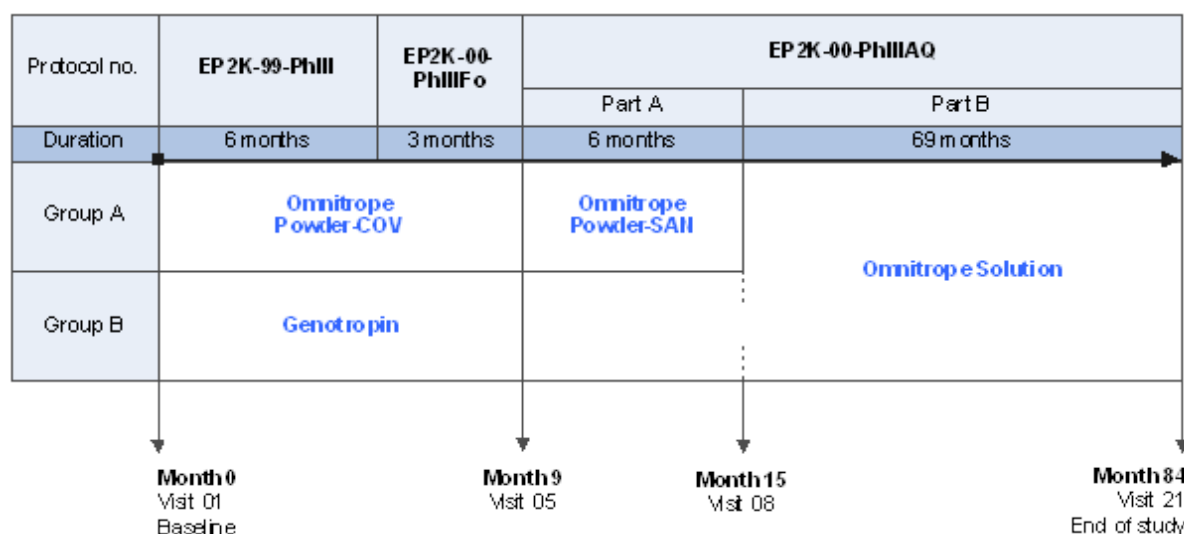 Protocol no.
EP2K-99-PhIII
EP2K-00-
PhIIIFo
EP2K-00-PhIIIAQ
Part A
Part B
Duration
6 months
3 months
6 months
69 months
Group A
Omnitrope
Powder-COV
Omnitrope
Powder-SAN
Omnitrope Solution
Group B
Genotropin
Month 0
Visit 01
Baseline
Month 9
Visit 05
Month 15
Visit 08
Month 84
Visit 21
End of study